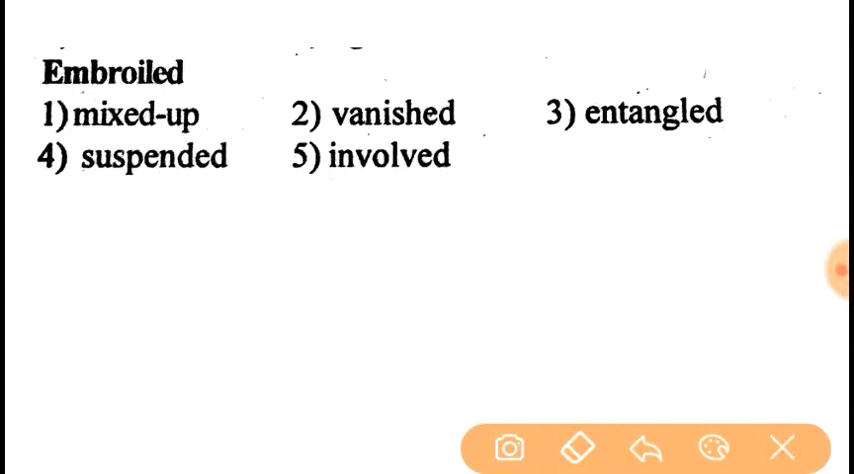 Embroiled
1) mixed-up 2) vanished 3) entangled
4) suspended 5) involved